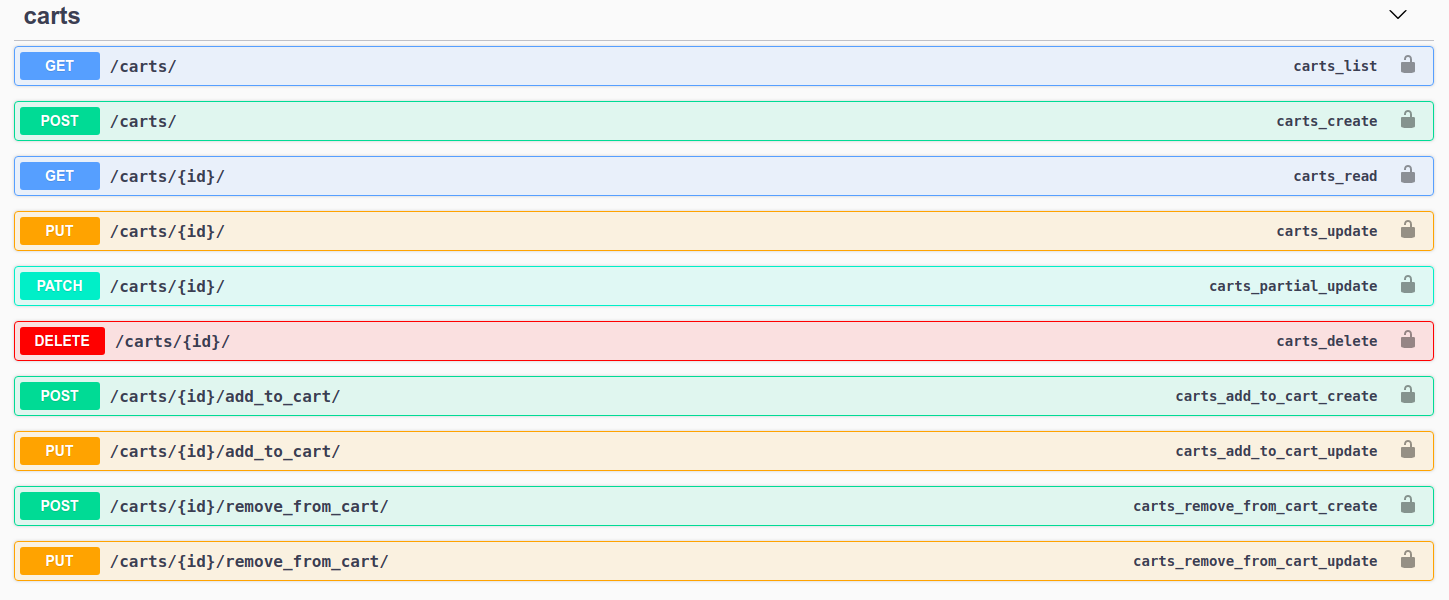 carts
GET /carts/ carts_list
POST /carts/ carts_create
GET /carts/{id}/ carts_read
PUT /carts/{id}/ carts_update
PATCH /carts/{id}/ carts_partial_update
DELETE /carts/{id}/ carts_delete
POST /carts/{id}/add_to_cart/ carts_add_to_cart_create
PUT /carts/{id}/add_to_cart/ carts_add_to_cart_update
POST /carts/{id}/remove_from_cart/ carts_remove_from_cart_create
PUT /carts/{id}/remove_from_cart/ carts_remove_from_cart_update